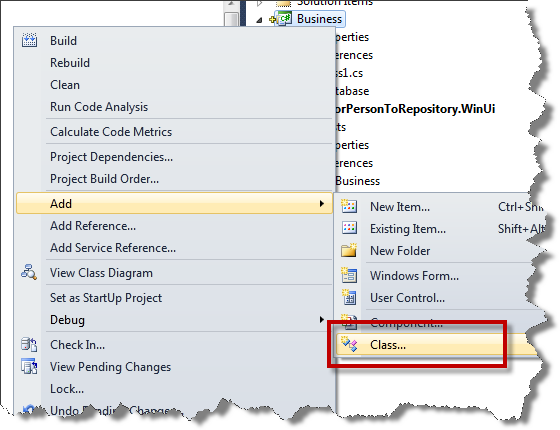 Solution Items
Business
Build
Rebuild
Clean
Run Code Analysis
Calculate Code Metrics
Project Dependencies...
Project Build Order...
Add
Add Reference...
Add Service Reference...
View Class Diagram
Set as StartUp Project
Debug
Check In...
View Pending Changes
Lock...
Undo Pending Changes
perties
erences
ss1.cs
tabase
orPersonToRepository.WinUi
sts
perties
erences
Business
New Item... Ctrl+Shi
Existing Item... Shift+Alt
New Folder
Windows Form...
User Control...
Component...
Class...